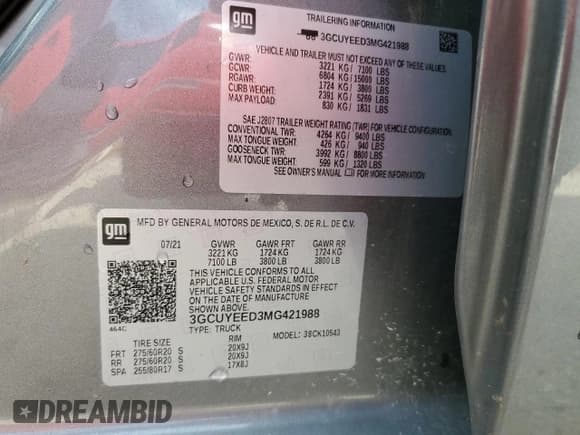 gm
TRAILERING INFORMATION
3GCUYEED3MG421988
VEHICLE AND TRAILER MUST NOT EXCEED ANY OF THESE VALUES.
GVWR: 3221 KG / 7100 LBS
GCWR: 6804 KG / 15000 LBS
RGAWR: 1724 KG / 3800 LBS
CURB WEIGHT: 2391 KG / 5269 LBS
MAX PAYLOAD: 830 KG / 1831 LBS
SAE J2807 TRAILER WEIGHT RATING (TWR) FOR VEHICLE CONFIGURATION.
CONVENTIONAL TWR: 4264 KG / 9400 LBS
MAX TONGUE WEIGHT: 426 KG / 940 LBS
GOOSENECK TWR: 3992 KG / 8800 LBS
MAX TONGUE WEIGHT: 599 KG / 1320 LBS
SEE OWNER'S MANUAL FOR ADDITIONAL INFORMATION
gm
MFD BY GENERAL MOTORS DE MEXICO, S. DE R.L. DE C.V.
07/21 GVWR GAWR FRT GAWR RR
3221 KG 1724 KG 1724 KG
7100 LB 3800 LB 3800 LB
THIS VEHICLE CONFORMS TO ALL
APPLICABLE U.S. FEDERAL MOTOR
VEHICLE SAFETY STANDARDS IN EFFECT
ON THE DATE OF MANUFACTURE SHOWN ABOVE.
3GCUYEED3MG421988
464C TYPE: TRUCK MODEL: 38CK10543
TIRE SIZE RIM
FRT 275/60R20 S 20X9J
RR 275/60R20 S 20X9J
SPA 255/80R17 S 17X8J
DREAMBID